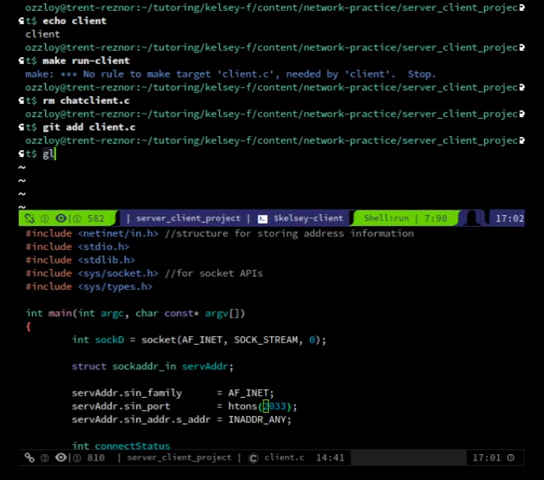 ozzloy@trent-reznor:~/tutoring/kelsey-f/content/network-practice/server_client_projec
t$ echo client
client
ozzloy@trent-reznor:~/tutoring/kelsey-f/content/network-practice/server_client_projec
t$ make run-client
make: *** No rule to make target 'client.c', needed by 'client'.  Stop.
ozzloy@trent-reznor:~/tutoring/kelsey-f/content/network-practice/server_client_projec
t$ rm chatclient.c
ozzloy@trent-reznor:~/tutoring/kelsey-f/content/network-practice/server_client_projec
t$ git add client.c
ozzloy@trent-reznor:~/tutoring/kelsey-f/content/network-practice/server_client_projec
t$ gl
~
~
~
~
582 | server_client_project | $kelsey-client Shell:run | 7:90 17:02
#include <netinet/in.h> //structure for storing address information
#include <stdio.h>
#include <stdlib.h>
#include <sys/socket.h> //for socket APIs
#include <sys/types.h>
int main(int argc, char const* argv[])
{
int sockD = socket(AF_INET, SOCK_STREAM, 0);
struct sockaddr_in servAddr;
servAddr.sin_family = AF_INET;
servAddr.sin_port = htons(2033);
servAddr.sin_addr.s_addr = INADDR_ANY;
int connectStatus
810 | server_client_project | C client.c 14:41 17:01